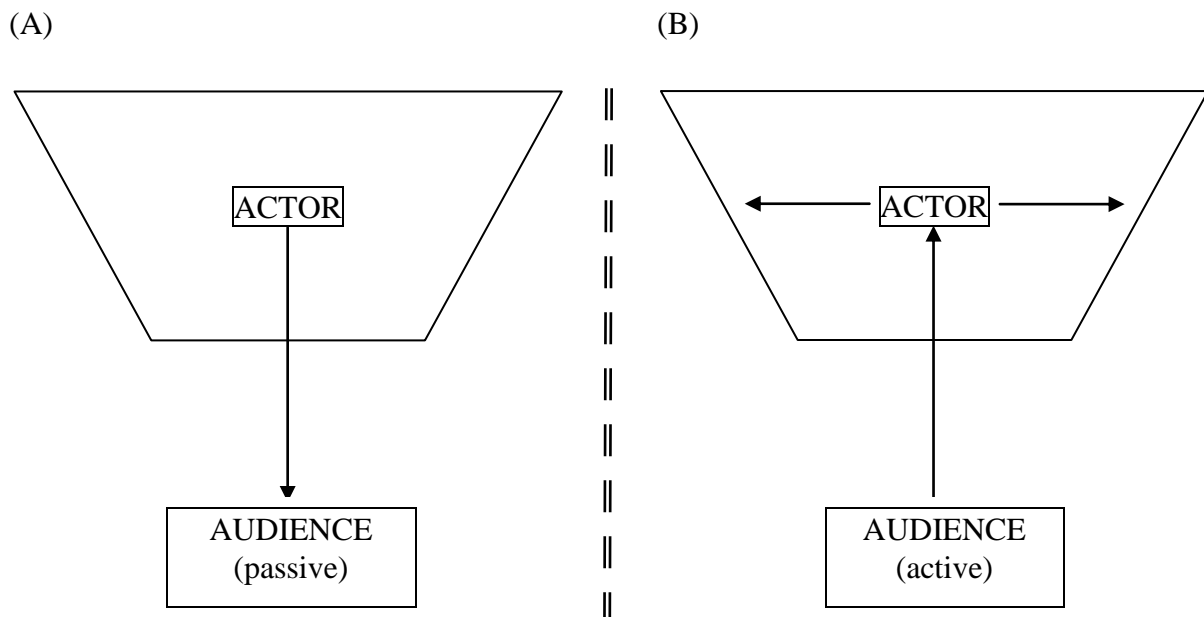 (A)
ACTOR
AUDIENCE
(passive)
(B)
ACTOR
AUDIENCE
(active)